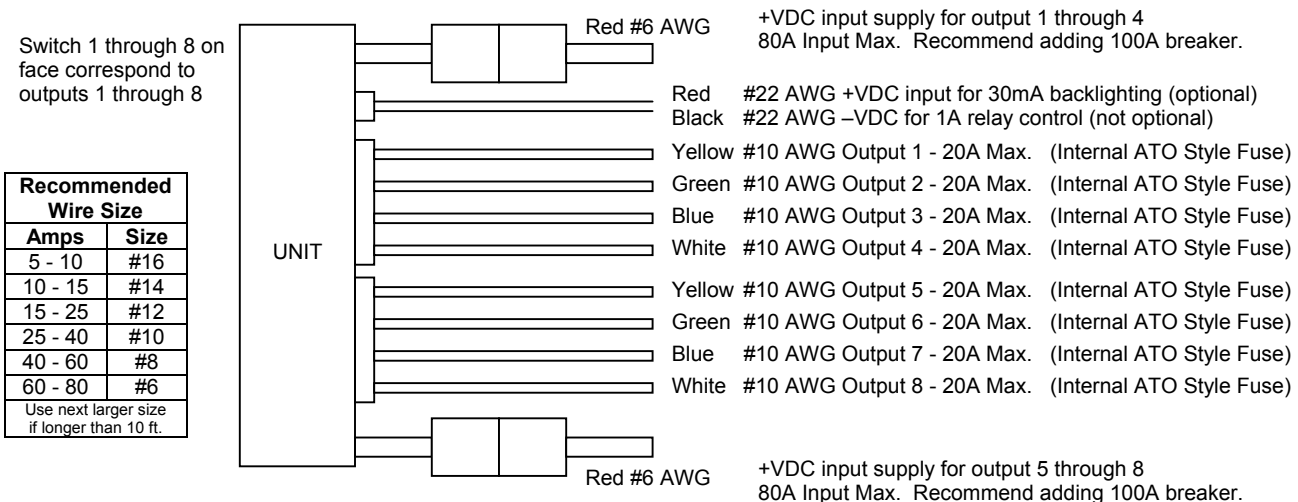 Switch 1 through 8 on
face correspond to
outputs 1 through 8
Recommended
Wire Size
Amps Size
5 - 10 #16
10 - 15 #14
15 - 25 #12
25 - 40 #10
40 - 60 #8
60 - 80 #6
Use next larger size
if longer than 10 ft.
UNIT
Red #6 AWG
+VDC input supply for output 1 through 4
80A Input Max. Recommend adding 100A breaker.
Red #22 AWG +VDC input for 30mA backlighting (optional)
Black #22 AWG –VDC for 1A relay control (not optional)
Yellow #10 AWG Output 1 - 20A Max. (Internal ATO Style Fuse)
Green #10 AWG Output 2 - 20A Max. (Internal ATO Style Fuse)
Blue #10 AWG Output 3 - 20A Max. (Internal ATO Style Fuse)
White #10 AWG Output 4 - 20A Max. (Internal ATO Style Fuse)
Yellow #10 AWG Output 5 - 20A Max. (Internal ATO Style Fuse)
Green #10 AWG Output 6 - 20A Max. (Internal ATO Style Fuse)
Blue #10 AWG Output 7 - 20A Max. (Internal ATO Style Fuse)
White #10 AWG Output 8 - 20A Max. (Internal ATO Style Fuse)
Red #6 AWG
+VDC input supply for output 5 through 8
80A Input Max. Recommend adding 100A breaker.